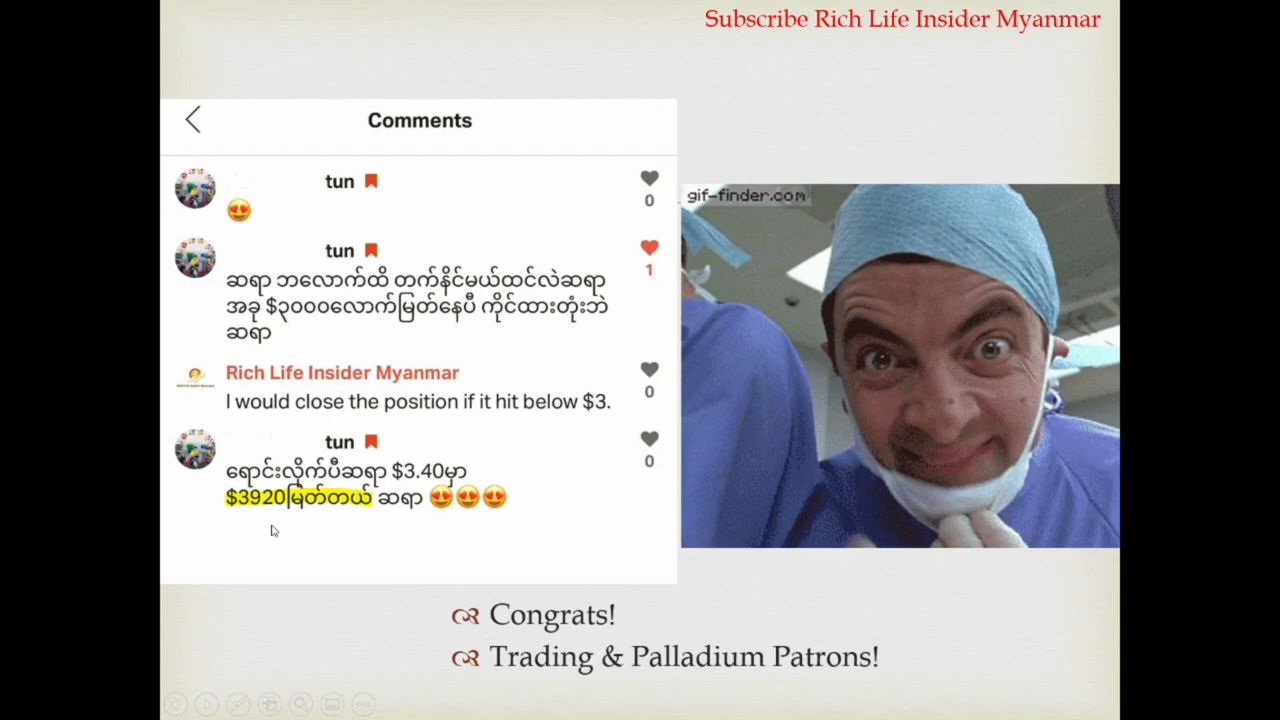 Subscribe Rich Life Insider Myanmar
Comments
tun
tun
ဆရာ ဘလောက်ထိ တက်နိင်မယ်ထင်လဲဆရာ
အခု $၃၀၀၀လောက်မြတ်နေပီ ကိုင်ထားတုံးဘဲ
ဆရာ
Rich Life Insider Myanmar
I would close the position if it hit below $3.
tun
ရောင်းလိုက်ပီဆရာ $3.40မှာ
$3920မြတ်တယ် ဆရာ 
0
1
0
0
gif-finder.com
Congrats!
Trading & Palladium Patrons!